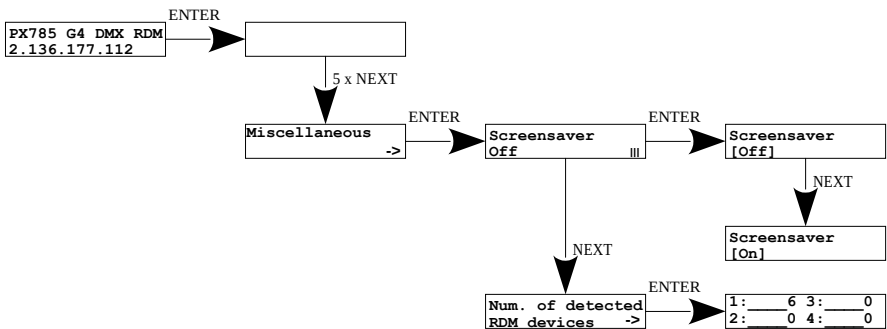 ENTER
PX785 G4 DMX RDM
2.136.177.112
5 x NEXT
Miscellaneous
->
ENTER
Screensaver
Off III
ENTER
Screensaver
[Off]
NEXT
Screensaver
[On]
NEXT
Num. of detected
RDM devices ->
ENTER
1:____6 3:____0
2:____0 4:____0